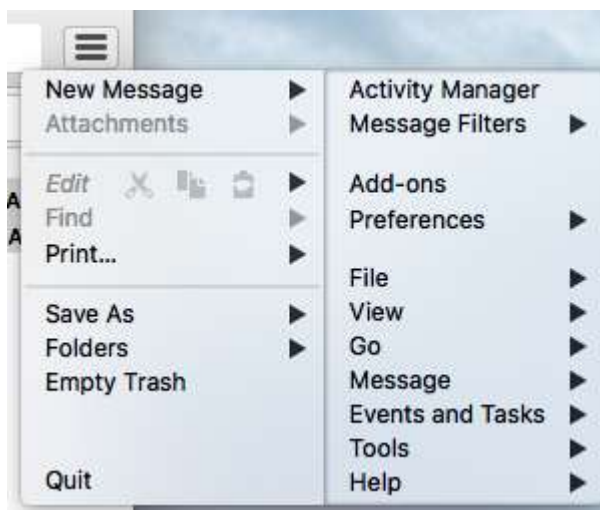 New Message
Attachments
Edit
Find
Print...
Save As
Folders
Empty Trash
Quit
Activity Manager
Message Filters
Add-ons
Preferences
File
View
Go
Message
Events and Tasks
Tools
Help
A
A